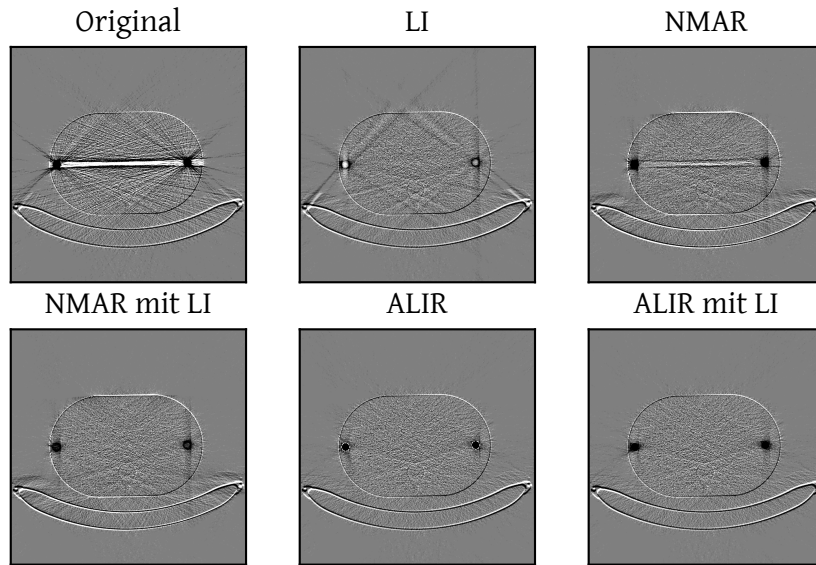 Original
LI
NMAR
NMAR mit LI
ALIR
ALIR mit LI